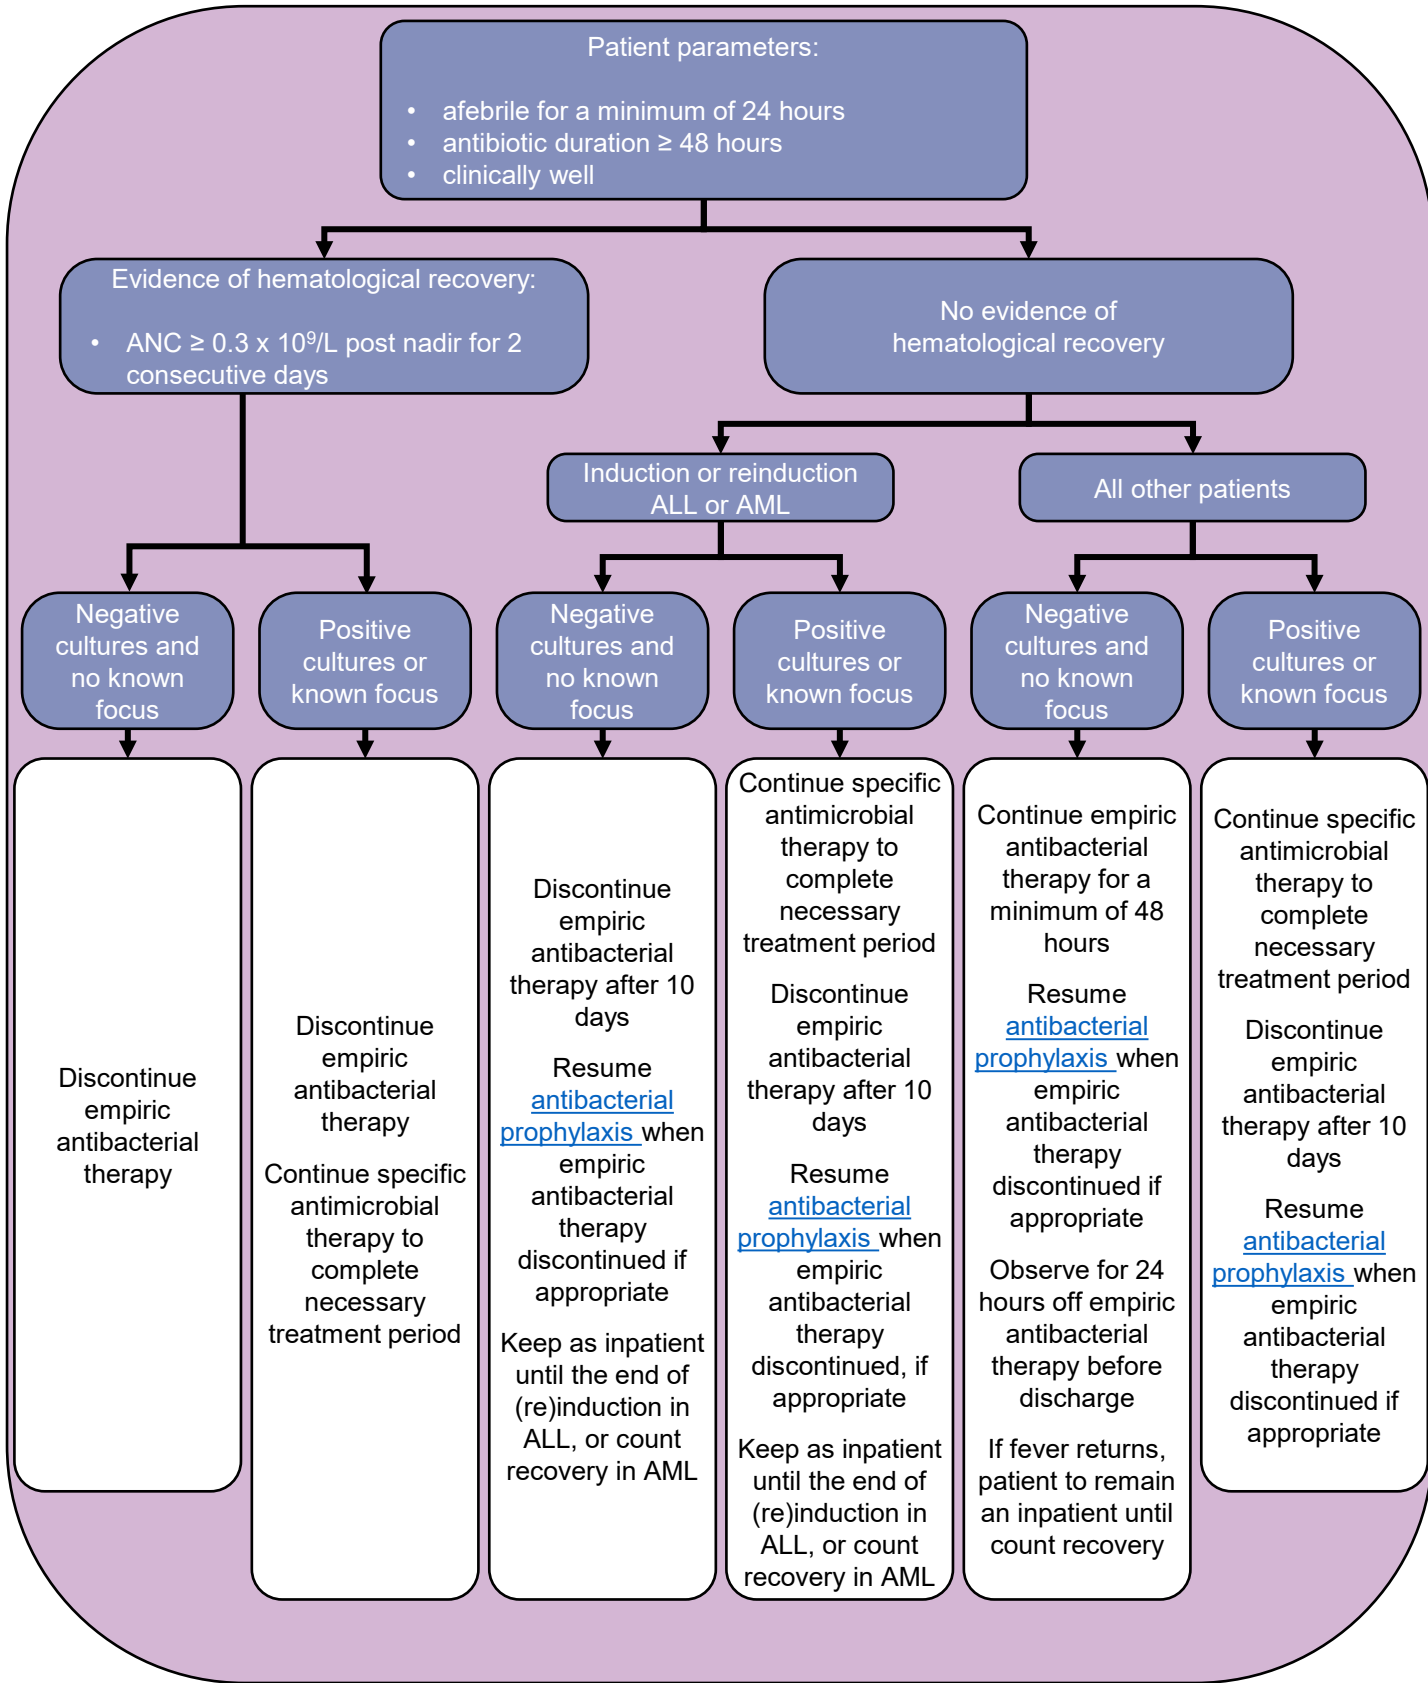 Patient parameters:
• afebrile for a minimum of 24 hours
• antibiotic duration ≥ 48 hours
• clinically well
Evidence of hematological recovery:
• ANC ≥ 0.3 x 10⁹/L post nadir for 2
consecutive days
No evidence of
hematological recovery
Induction or reinduction
ALL or AML
All other patients
Negative
cultures and
no known
focus
Positive
cultures or
known focus
Negative
cultures and
no known
focus
Positive
cultures or
known focus
Negative
cultures and
no known
focus
Positive
cultures or
known focus
Discontinue
empiric
antibacterial
therapy
Discontinue
empiric
antibacterial
therapy
Continue specific
antimicrobial
therapy to
complete
necessary
treatment period
Discontinue
empiric
antibacterial
therapy after 10
days
Resume
antibacterial
prophylaxis when
empiric
antibacterial
therapy
discontinued if
appropriate
Keep as inpatient
until the end of
(re)induction in
ALL, or count
recovery in AML
Continue specific
antimicrobial
therapy to
complete
necessary
treatment period
Discontinue
empiric
antibacterial
therapy after 10
days
Resume
antibacterial
prophylaxis when
empiric
antibacterial
therapy
discontinued, if
appropriate
Keep as inpatient
until the end of
(re)induction in
ALL, or count
recovery in AML
Continue empiric
antibacterial
therapy for a
minimum of 48
hours
Resume
antibacterial
prophylaxis when
empiric
antibacterial
therapy
discontinued if
appropriate
Observe for 24
hours off empiric
antibacterial
therapy before
discharge
If fever returns,
patient to remain
an inpatient until
count recovery
Continue specific
antimicrobial
therapy to
complete
necessary
treatment period
Discontinue
empiric
antibacterial
therapy after 10
days
Resume
antibacterial
prophylaxis when
empiric
antibacterial
therapy
discontinued if
appropriate